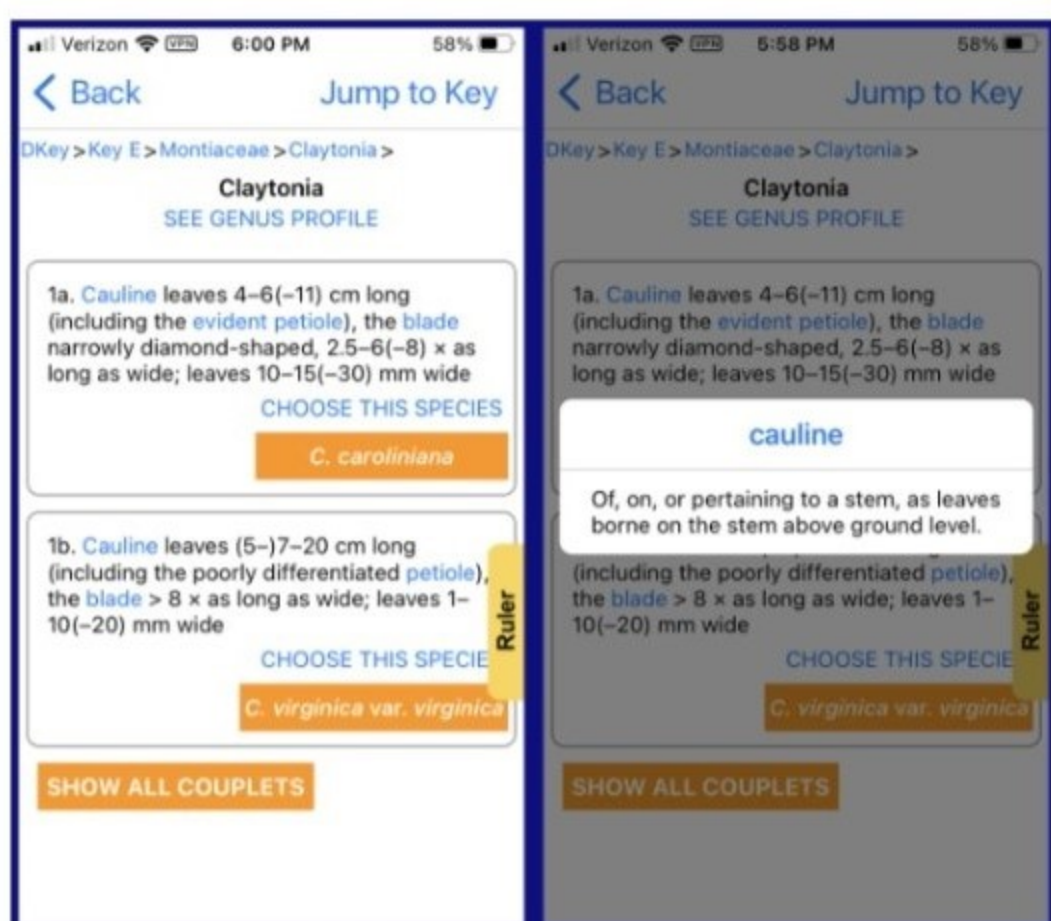 Verizon VPN 6:00 PM 58%
Back Jump to Key
DKey>Key E>Montiaceae>Claytonia>
Claytonia
SEE GENUS PROFILE
1a. Cauline leaves 4–6(–11) cm long
(including the evident petiole), the blade
narrowly diamond-shaped, 2.5–6(–8) × as
long as wide; leaves 10–15(–30) mm wide
CHOOSE THIS SPECIES
C. caroliniana
1b. Cauline leaves (5–)7–20 cm long
(including the poorly differentiated petiole),
the blade > 8 × as long as wide; leaves 1–
10(–20) mm wide
Ruler
CHOOSE THIS SPECIE
C. virginica var. virginica
SHOW ALL COUPLETS
Verizon VPN 5:58 PM 58%
Back Jump to Key
DKey>Key E>Montiaceae>Claytonia>
Claytonia
SEE GENUS PROFILE
1a. Cauline leaves 4–6(–11) cm long
(including the evident petiole), the blade
narrowly diamond-shaped, 2.5–6(–8) × as
long as wide; leaves 10–15(–30) mm wide
cauline
Of, on, or pertaining to a stem, as leaves
borne on the stem above ground level.
(including the poorly differentiated petiole),
the blade > 8 × as long as wide; leaves 1–
10(–20) mm wide
Ruler
CHOOSE THIS SPECIE
C. virginica var. virginica
SHOW ALL COUPLETS